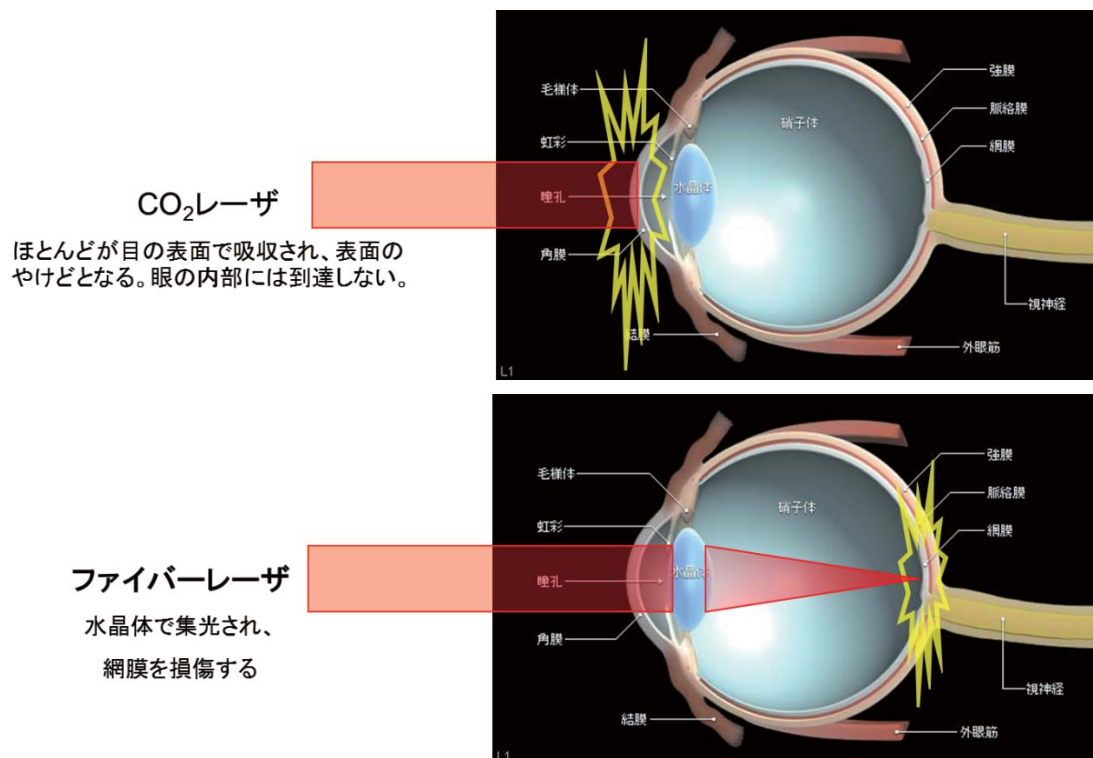 CO₂レーザ
ほとんどが目の表面で吸収され、表面の
やけどとなる。眼の内部には到達しない。
毛様体
虹彩
瞳孔
角膜
結膜
水晶体
硝子体
強膜
脈絡膜
網膜
視神経
外眼筋
L1
ファイバーレーザ
水晶体で集光され、
網膜を損傷する
毛様体
虹彩
瞳孔
角膜
結膜
水晶体
硝子体
強膜
脈絡膜
網膜
視神経
外眼筋
L1